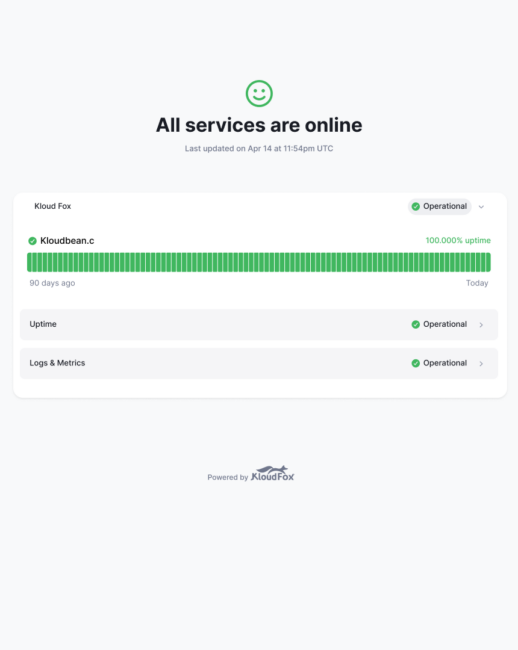 All services are online
Last updated on Apr 14 at 11:54pm UTC
Kloud Fox Operational
Kloudbean.c 100.000% uptime
90 days ago Today
Uptime Operational
Logs & Metrics Operational
Powered by KloudFox